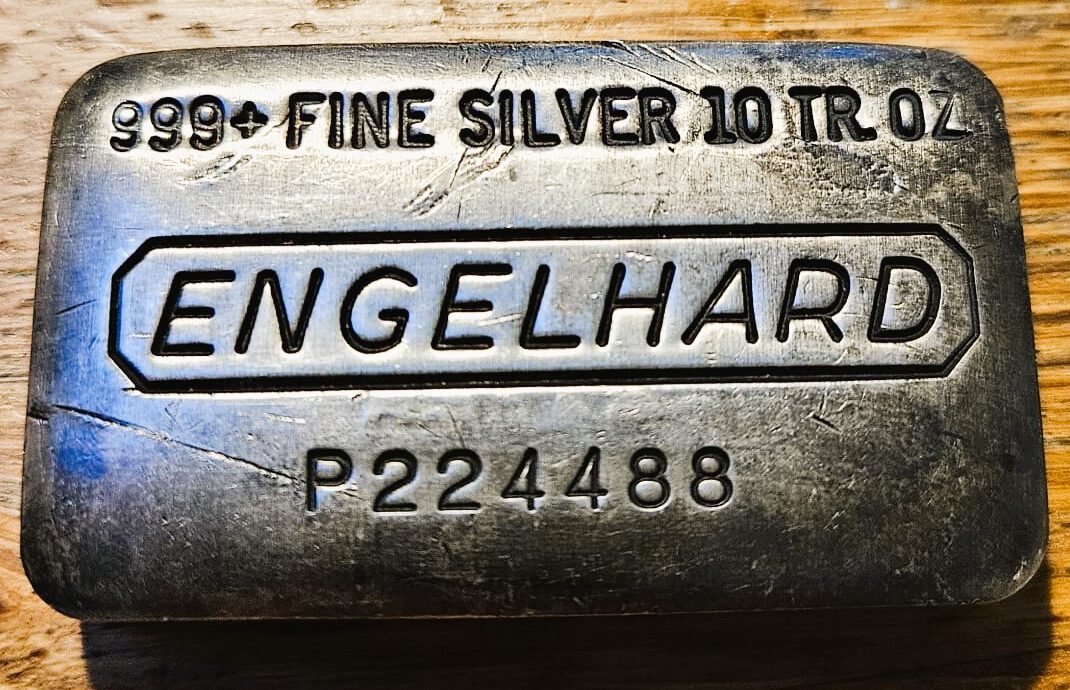 999+ FINE SILVER 10 TR. OZ
ENGELHARD
P224488